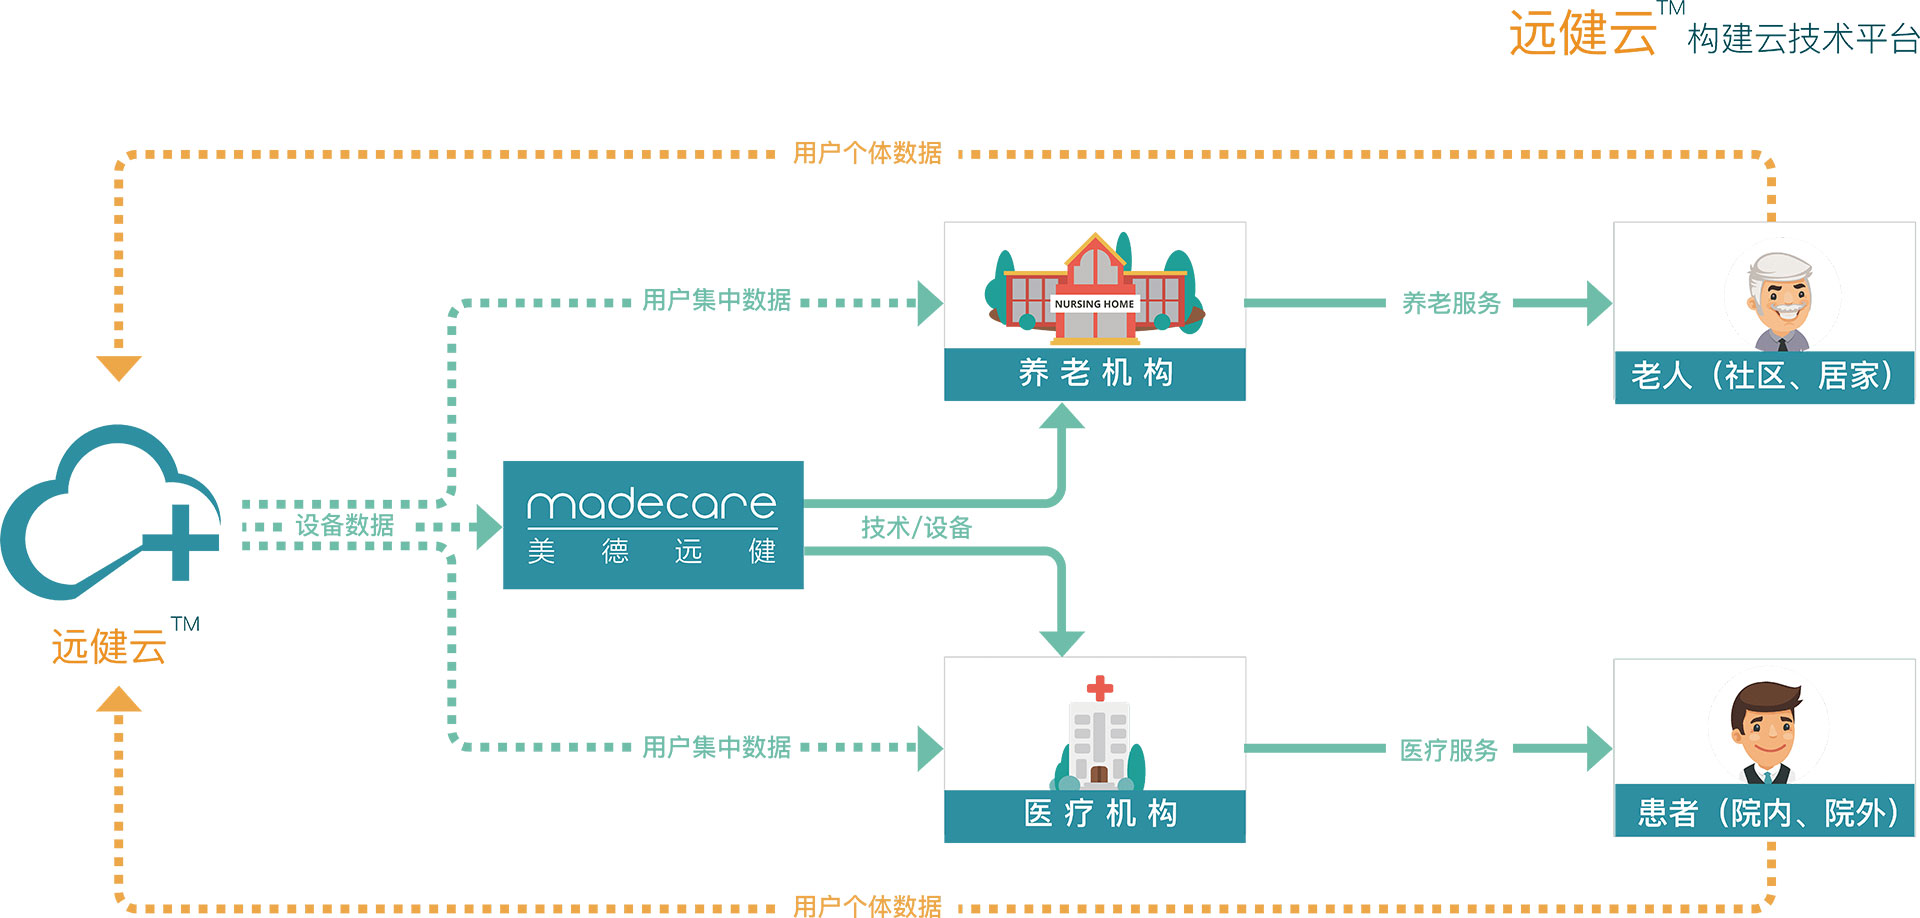 远健云™构建云技术平台
用户个体数据
用户集中数据
NURSING HOME
养老机构
养老服务
老人（社区、居家）
设备数据
madecare
美德远健
技术/设备
远健云™
用户集中数据
医疗机构
医疗服务
患者（院内、院外）
用户个体数据